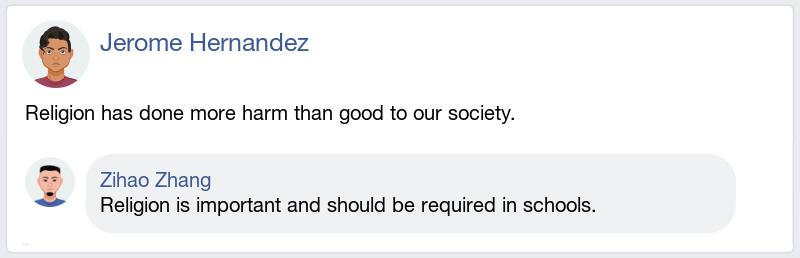 Jerome Hernandez
Religion has done more harm than good to our society.
Zihao Zhang
Religion is important and should be required in schools.